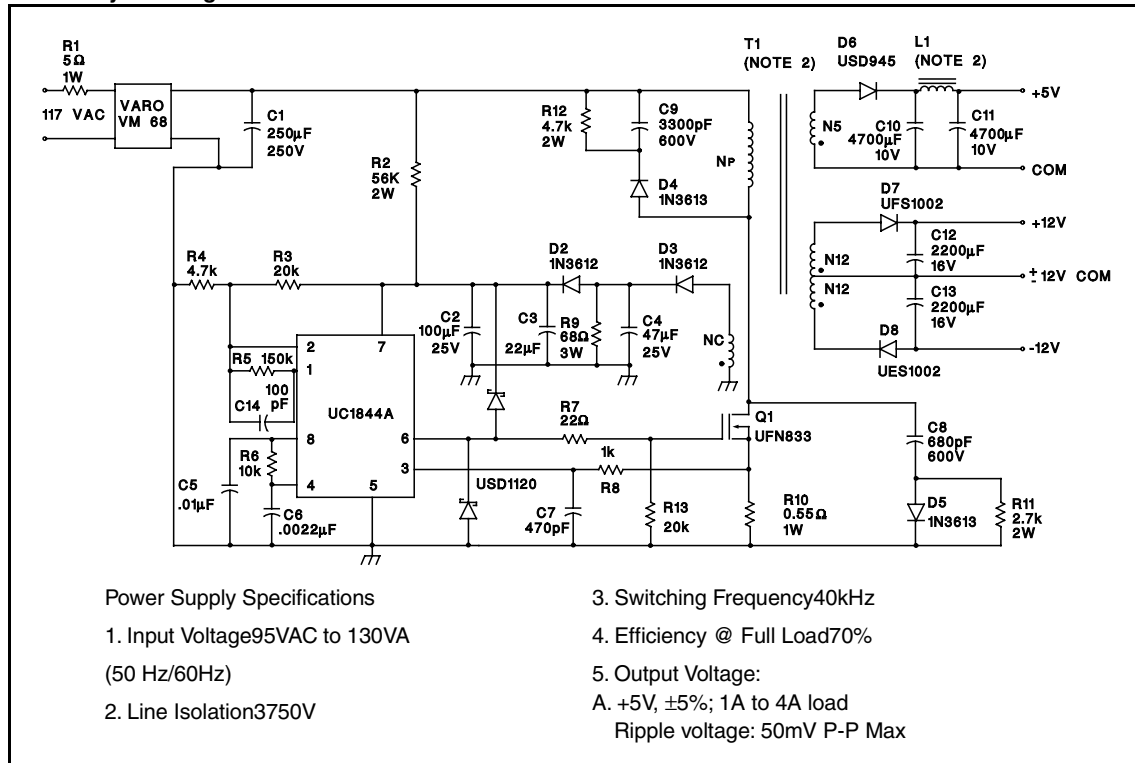 R1
5Ω
1W
117 VAC
VARO
VM 68
C1
250µF
250V
R2
56K
2W
R12
4.7k
2W
C9
3300pF
600V
D4
1N3613
T1
(NOTE 2)
NP
D6
USD945
L1
(NOTE 2)
+5V
N5
C10
4700µF
10V
C11
4700µF
10V
COM
D7
UFS1002
+12V
N12
N12
C12
2200µF
16V
± 12V COM
C13
2200µF
16V
D8
UES1002
-12V
R4
4.7k
R3
20k
D2
1N3612
D3
1N3612
C2
100µF
25V
C3
22µF
R9
68Ω
3W
C4
47µF
25V
NC
R5 150k
C14
100
pF
2
7
1
UC1844A
8
6
3
4
5
R6
10k
C5
.01µF
C6
.0022µF
USD1120
R7
22Ω
1k
R8
C7
470pF
R13
20k
Q1
UFN833
R10
0.55Ω
1W
C8
680pF
600V
D5
1N3613
R11
2.7k
2W
Power Supply Specifications
1. Input Voltage95VAC to 130VA
(50 Hz/60Hz)
2. Line Isolation3750V
3. Switching Frequency40kHz
4. Efficiency @ Full Load70%
5. Output Voltage:
A. +5V, ±5%; 1A to 4A load
Ripple voltage: 50mV P-P Max